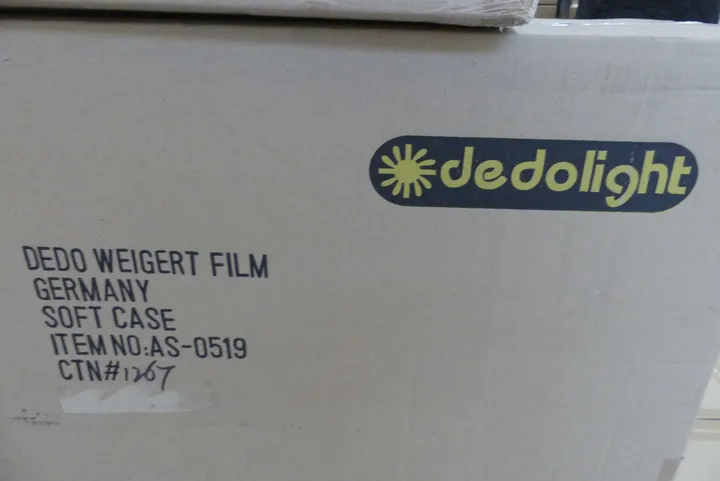 dedolight
DEDO WEIGERT FILM
GERMANY
SOFT CASE
ITEM NO:AS-0519
CTN#1267